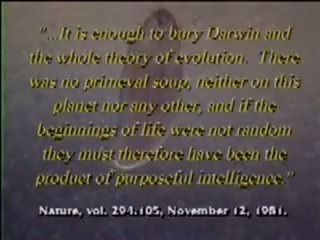 "...It is enough to bury Darwin and
the whole theory of evolution. There
was no primeval soup, neither on this
planet nor any other, and if the
beginnings of life were not random
they must therefore have been the
product of purposeful intelligence."
Nature, vol. 294:105, November 12, 1981.